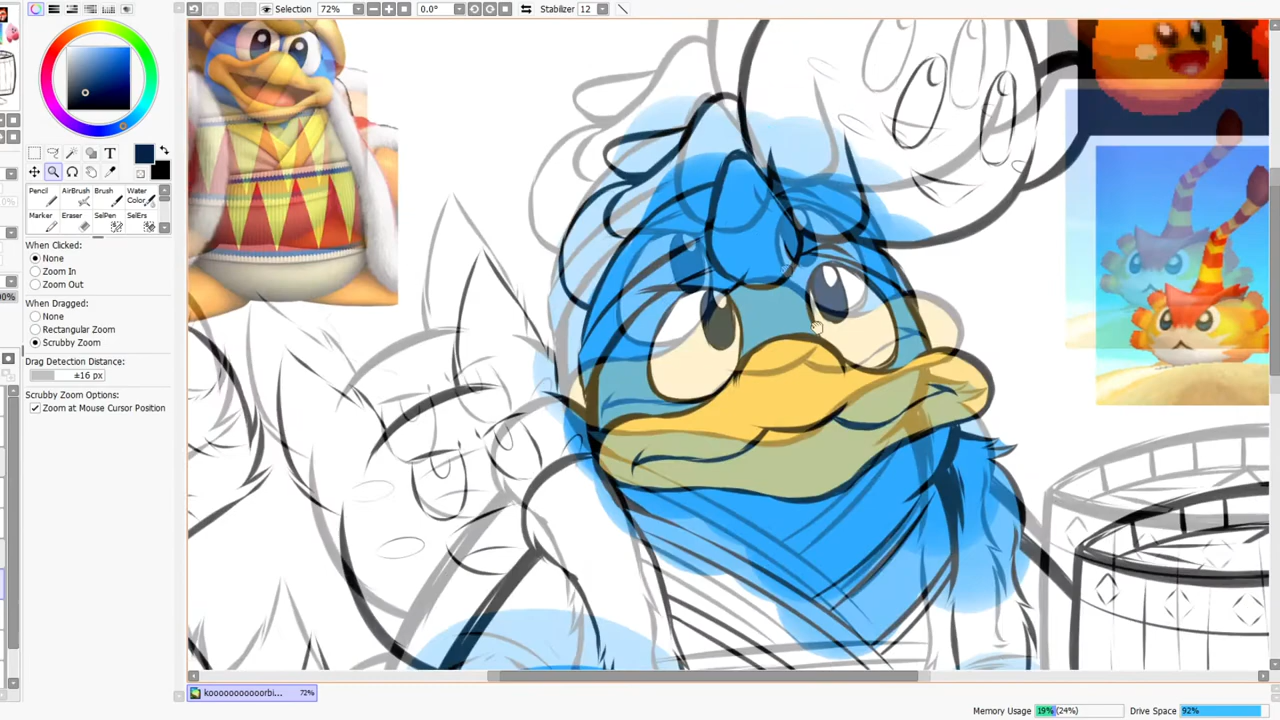 Selection 72% 0.0° Stabilizer 12
T
Pencil AirBrush Brush Water Color
Marker Eraser SelPen SelErs
When Clicked:
None
Zoom In
Zoom Out
When Dragged:
None
Rectangular Zoom
Scrubby Zoom
Drag Detection Distance:
±16 px
Scrubby Zoom Options:
Zoom at Mouse Cursor Position
kooooooooooorbi... 72%
Memory Usage 19% (24%) Drive Space 92%